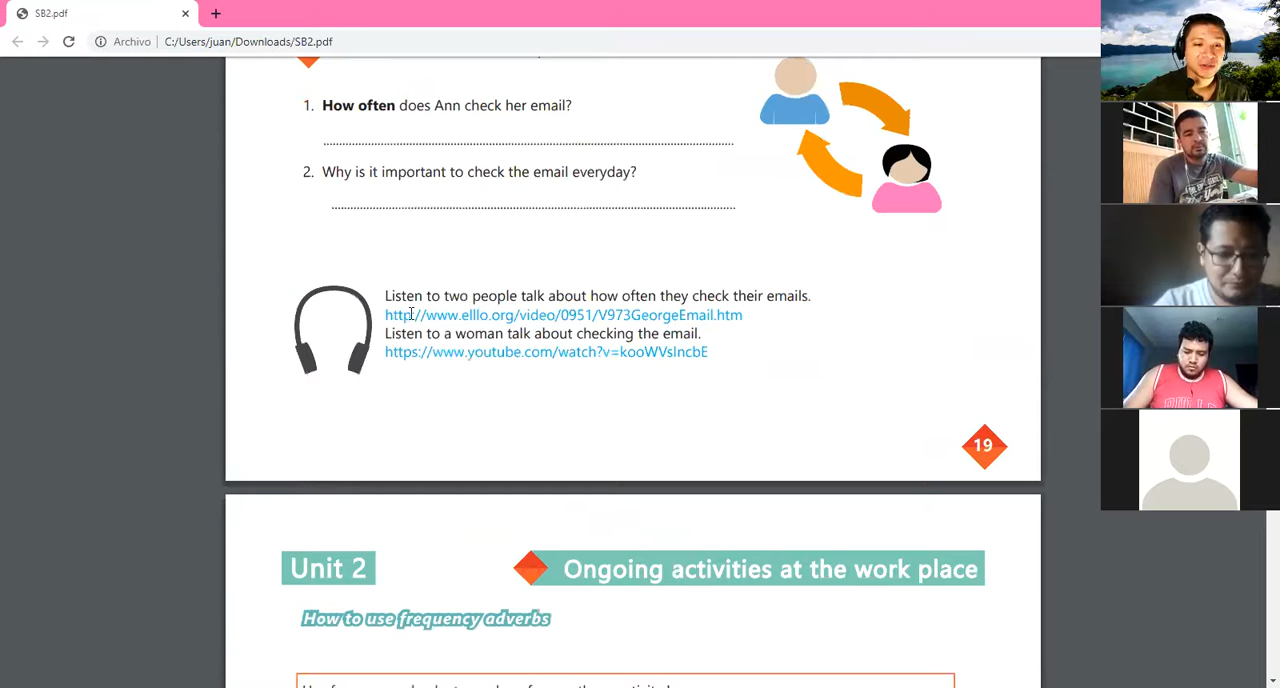 SB2.pdf
Archivo C:/Users/juan/Downloads/SB2.pdf
1. How often does Ann check her email?
2. Why is it important to check the email everyday?
Listen to two people talk about how often they check their emails.
http://www.elllo.org/video/0951/V973GeorgeEmail.htm
Listen to a woman talk about checking the email.
https://www.youtube.com/watch?v=kooWVsIncbE
19
Unit 2
Ongoing activities at the work place
How to use frequency adverbs